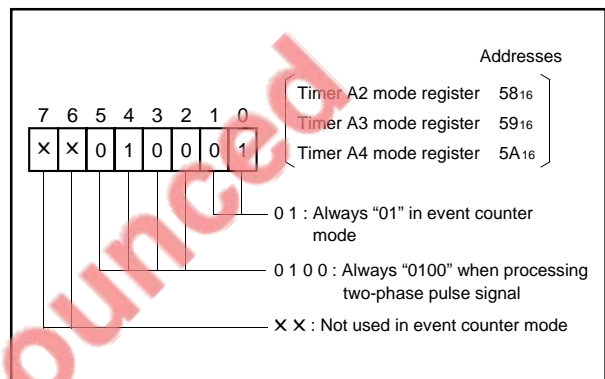 Addresses
Timer A2 mode register 5816
Timer A3 mode register 5916
Timer A4 mode register 5A16
7 6 5 4 3 2 1 0
× × 0 1 0 0 0 1
0 1 : Always “01” in event counter
mode
0 1 0 0 : Always “0100” when processing
two-phase pulse signal
× × : Not used in event counter mode
ounced